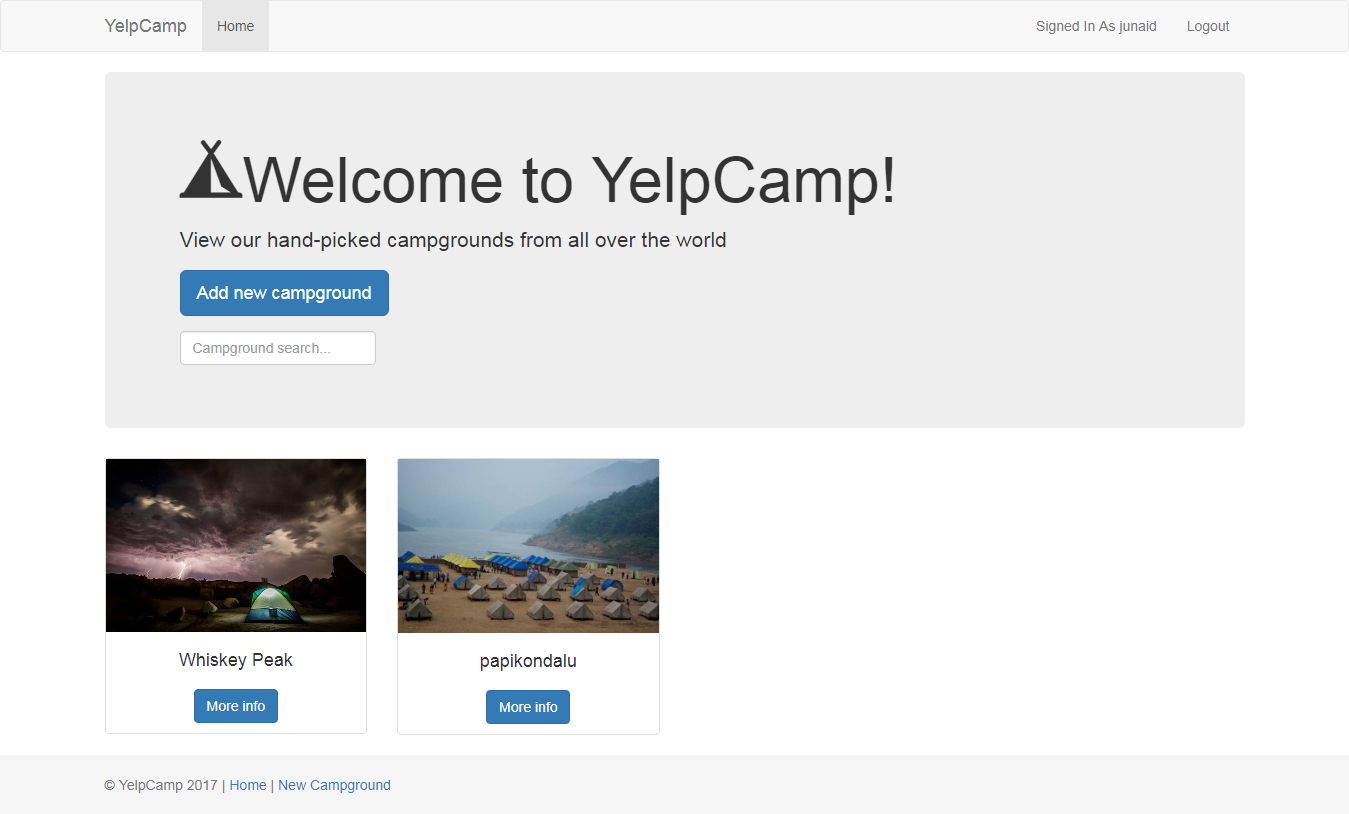 YelpCamp Home Signed In As junaid Logout
Welcome to YelpCamp!
View our hand-picked campgrounds from all over the world
Add new campground
Campground search...
Whiskey Peak
More info
papikondalu
More info
© YelpCamp 2017 | Home | New Campground